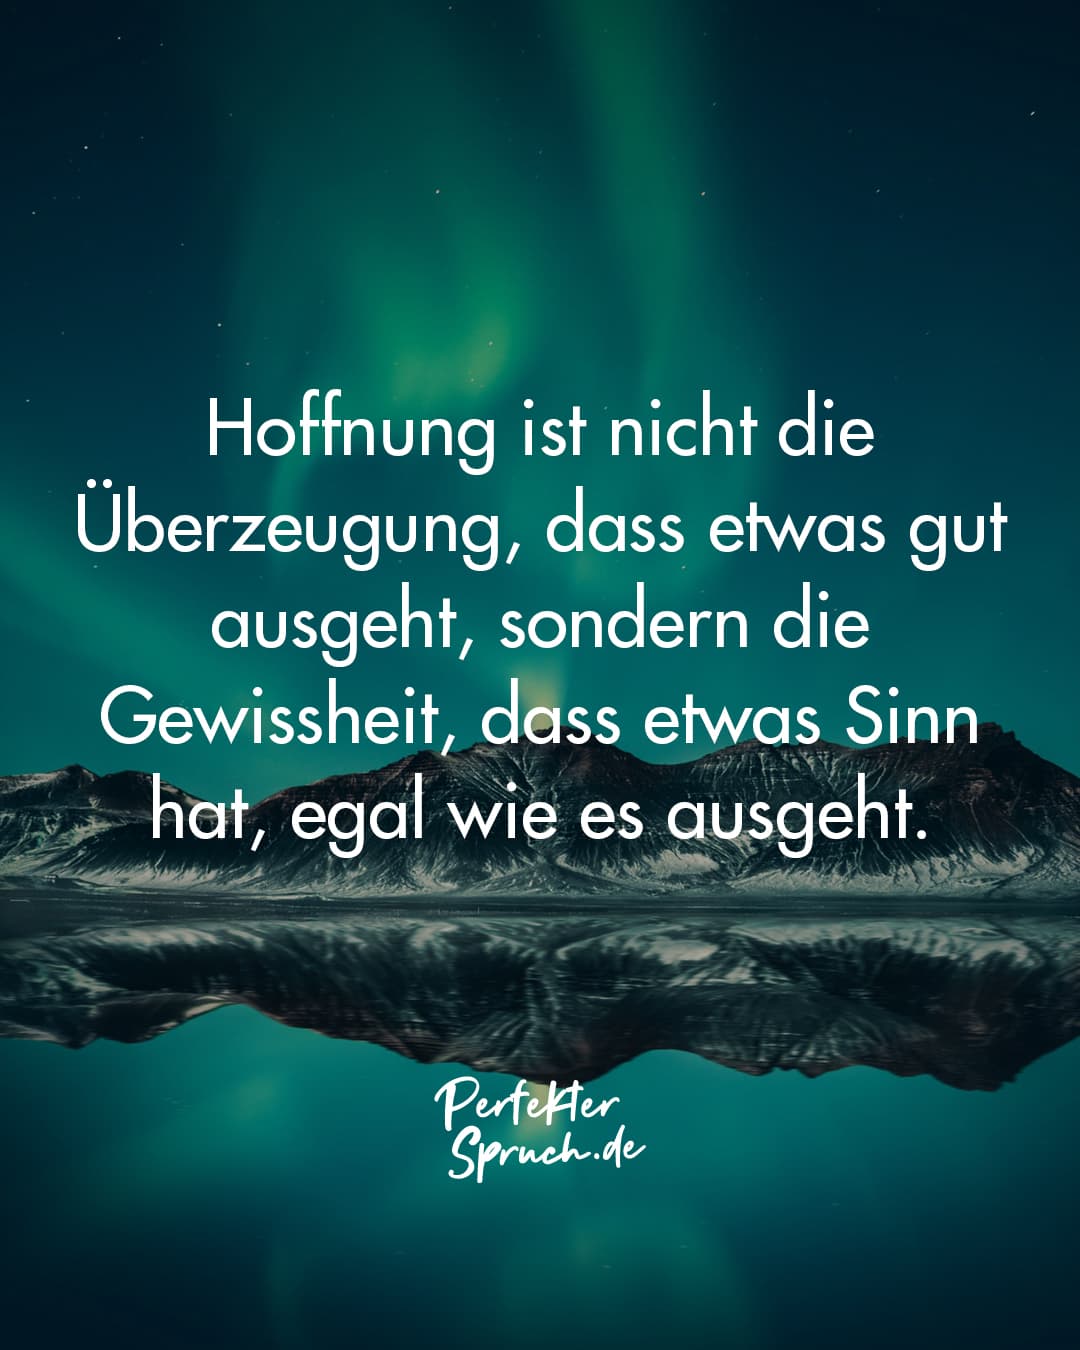 Hoffnung ist nicht die
Überzeugung, dass etwas gut
ausgeht, sondern die
Gewissheit, dass etwas Sinn
hat, egal wie es ausgeht.
Perfekter
Spruch.de